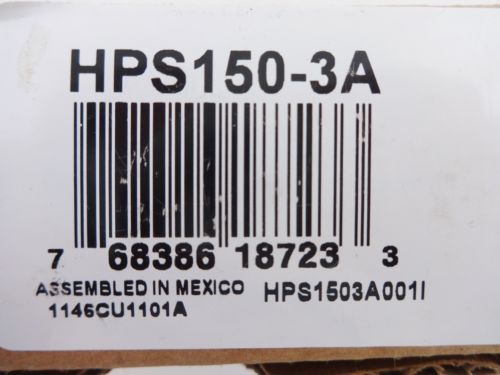 HPS150-3A
7 68386 18723 3
ASSEMBLED IN MEXICO HPS1503A001I
1146CU1101A